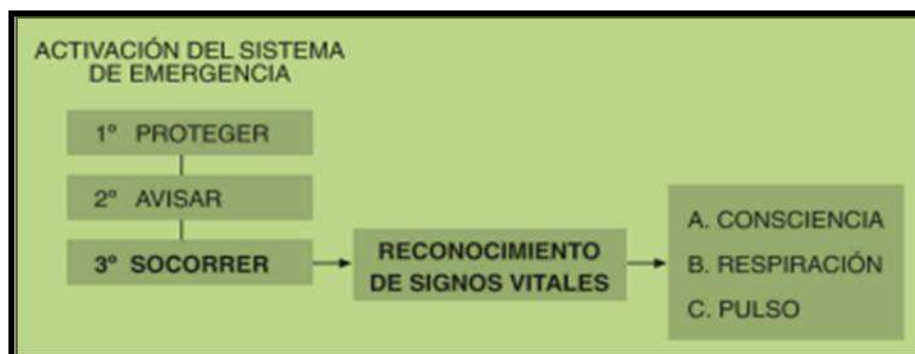 ACTIVACIÓN DEL SISTEMA
DE EMERGENCIA
1º PROTEGER
2º AVISAR
3º SOCORRER
RECONOCIMIENTO
DE SIGNOS VITALES
A. CONSCIENCIA
B. RESPIRACIÓN
C. PULSO